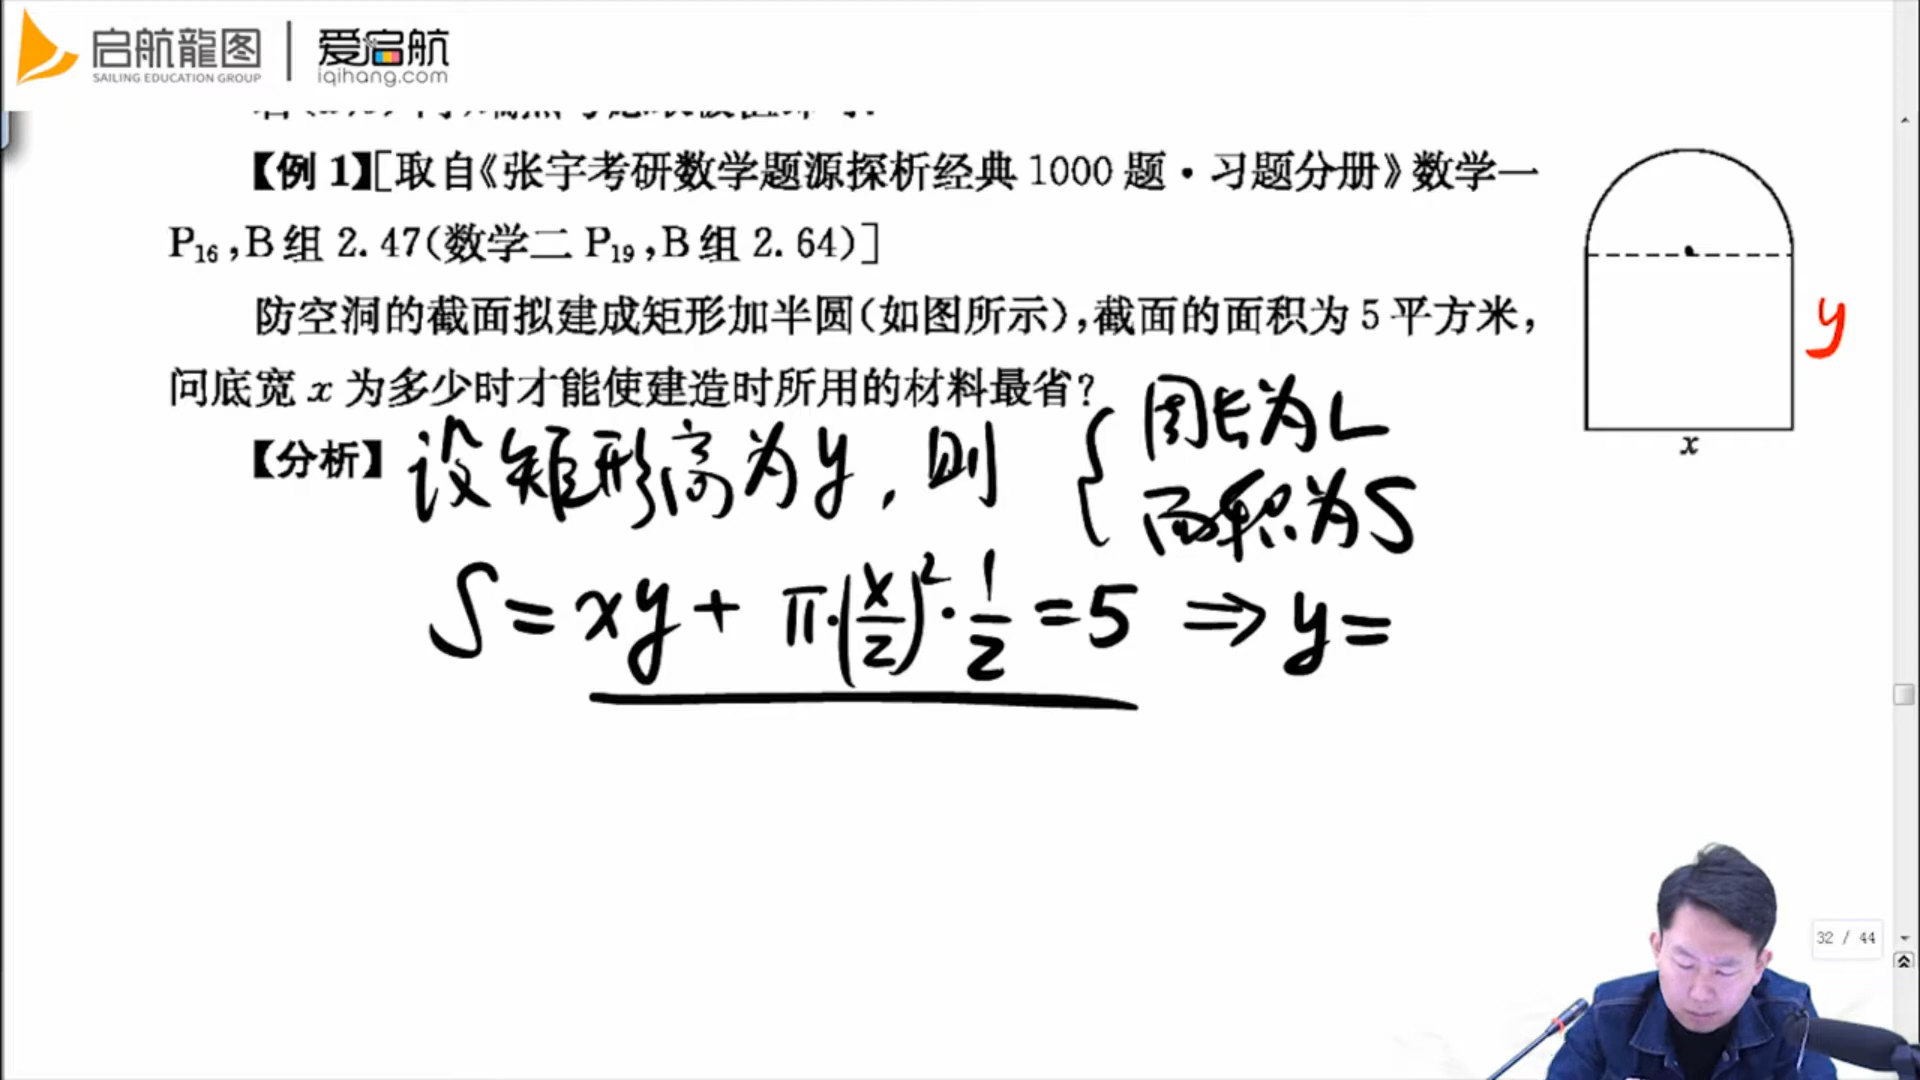 启航龍图 | 爱启航
SAILING EDUCATION GROUP iqihang.com
【例 1】[取自《张宇考研数学题源探析经典 1000 题·习题分册》数学一
P₁₆,B 组 2.47(数学二 P₁₉,B 组 2.64)]
防空洞的截面拟建成矩形加半圆(如图所示),截面的面积为 5 平方米,
问底宽 x 为多少时才能使建造时所用的材料最省?
y
x
【分析】设矩形高为y,则 { 周长为L
面积为S
S=xy+π·(x/2)²·1/2=5 ⇒ y=
32 / 44